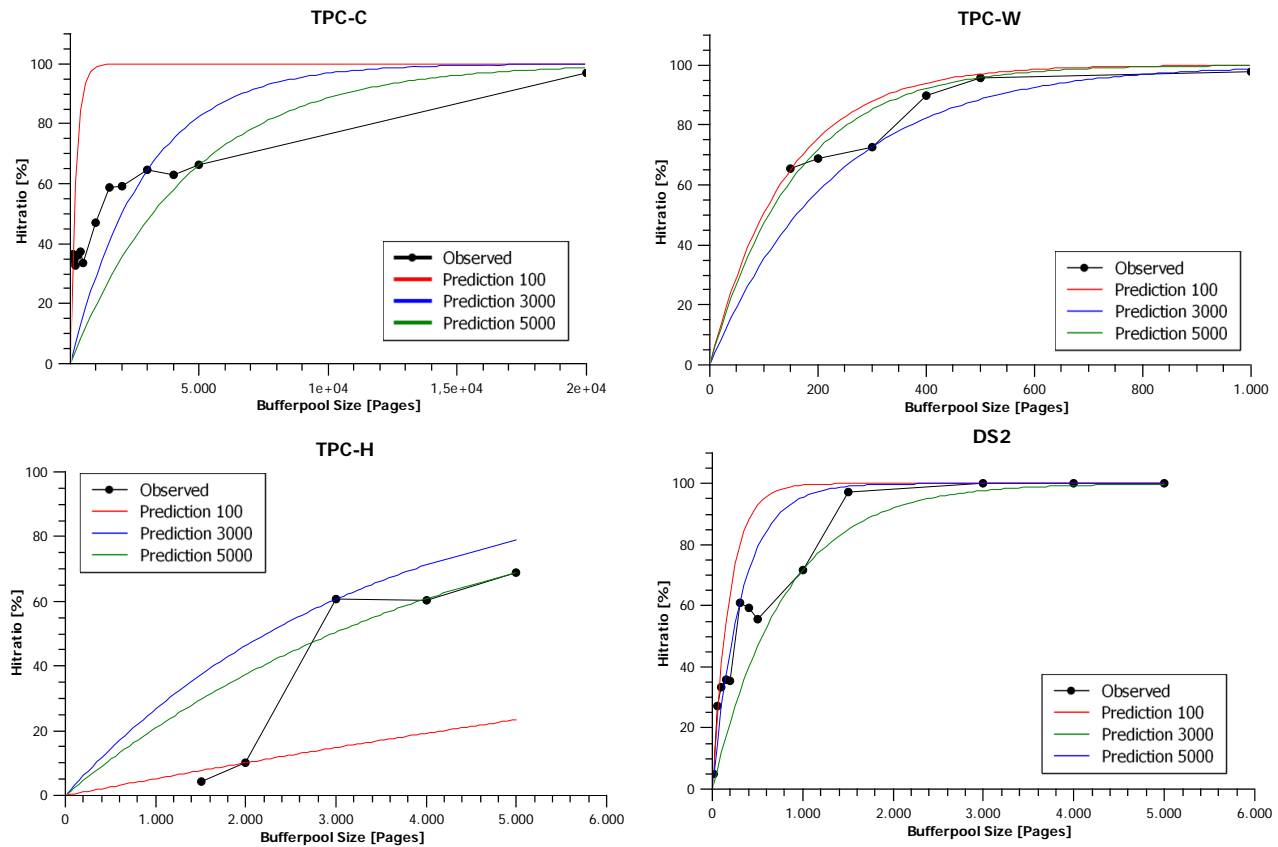 TPC-C
Hitratio [%]
100
80
60
40
20
0
5.000
1e+04
1,5e+04
2e+04
Bufferpool Size [Pages]
Observed
Prediction 100
Prediction 3000
Prediction 5000
TPC-W
Hitratio [%]
100
80
60
40
20
0
0
200
400
600
800
1.000
Bufferpool Size [Pages]
Observed
Prediction 100
Prediction 3000
Prediction 5000
TPC-H
Hitratio [%]
100
80
60
40
20
0
0
1.000
2.000
3.000
4.000
5.000
6.000
Bufferpool Size [Pages]
Observed
Prediction 100
Prediction 3000
Prediction 5000
DS2
Hitratio [%]
100
80
60
40
20
0
0
1.000
2.000
3.000
4.000
5.000
6.000
Bufferpool Size [Pages]
Observed
Prediction 100
Prediction 3000
Prediction 5000